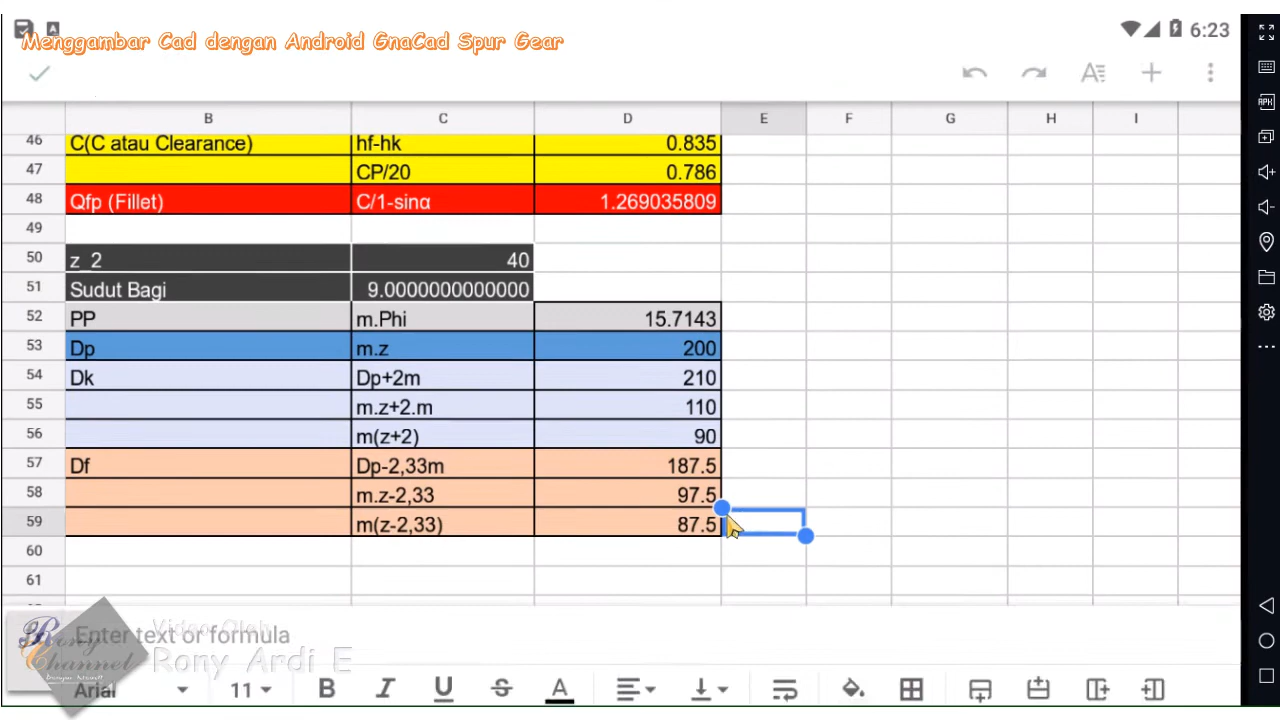 Menggambar Cad dengan Android GnaCad Spur Gear
6:23
B C D E F G H I
46 C(C atau Clearance) hf-hk 0.835
47 CP/20 0.786
48 Qfp (Fillet) C/1-sinα 1.269035809
49
50 z_2 40
51 Sudut Bagi 9.0000000000000
52 PP m.Phi 15.7143
53 Dp m.z 200
54 Dk Dp+2m 210
55 m.z+2.m 110
56 m(z+2) 90
57 Df Dp-2,33m 187.5
58 m.z-2,33 97.5
59 m(z-2,33) 87.5
60
61
Enter text or formula
Video Oleh
Rony Ardi E
Rony
Channel
Arial 11 B I U S A
APK